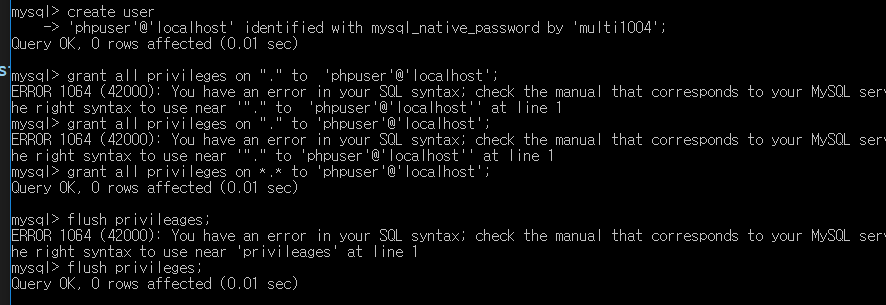 mysql> create user
    -> 'phpuser'@'localhost' identified with mysql_native_password by 'multi1004';
Query OK, 0 rows affected (0.01 sec)
mysql> grant all privileges on "." to  'phpuser'@'localhost';
ERROR 1064 (42000): You have an error in your SQL syntax; check the manual that corresponds to your MySQL serv
he right syntax to use near '"." to  'phpuser'@'localhost'' at line 1
mysql> grant all privileges on "." to 'phpuser'@'localhost';
ERROR 1064 (42000): You have an error in your SQL syntax; check the manual that corresponds to your MySQL serv
he right syntax to use near '"." to 'phpuser'@'localhost'' at line 1
mysql> grant all privileges on *.* to 'phpuser'@'localhost';
Query OK, 0 rows affected (0.01 sec)
mysql> flush privileages;
ERROR 1064 (42000): You have an error in your SQL syntax; check the manual that corresponds to your MySQL serv
he right syntax to use near 'privileages' at line 1
mysql> flush privileges;
Query OK, 0 rows affected (0.01 sec)